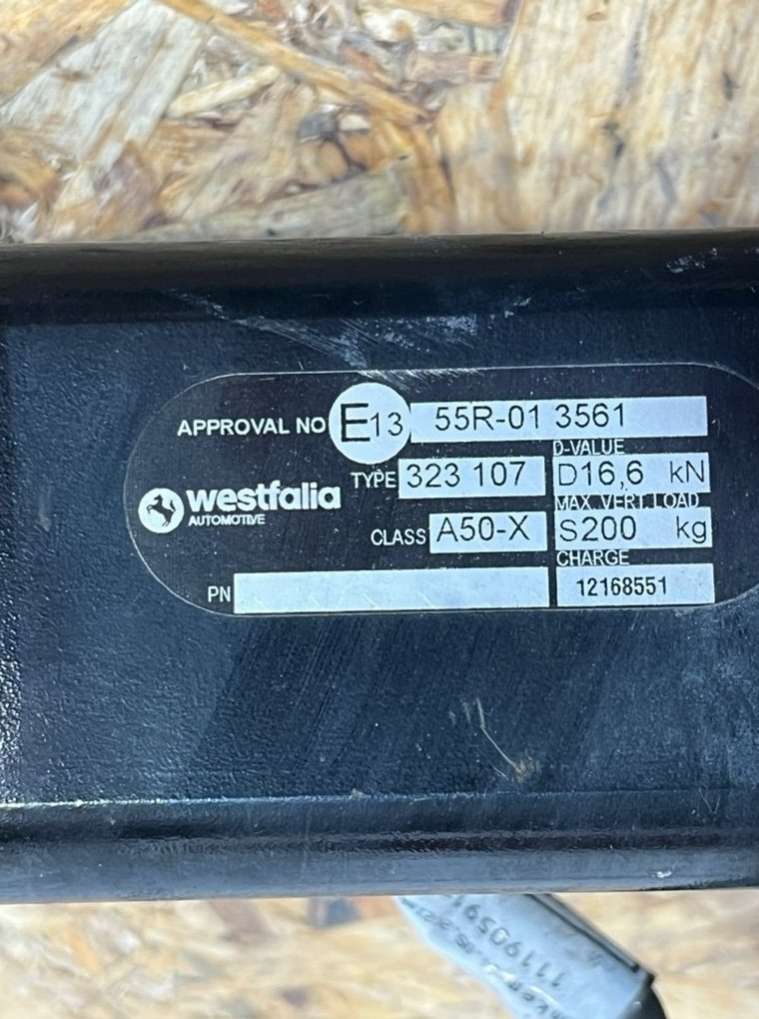 APPROVAL NO E13 55R-01 3561
TYPE 323 107
D-VALUE
D16,6 kN
westfalia
AUTOMOTIVE
CLASS A50-X
MAX. VERT. LOAD
S200 kg
CHARGE
PN
12168551